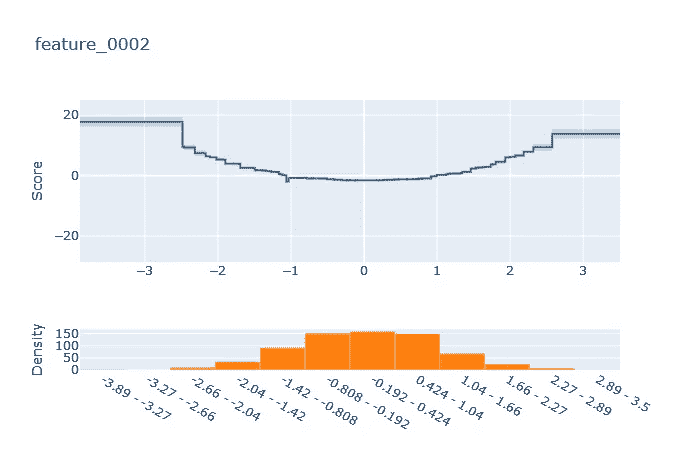 feature_0002
20
0
−20
Score
−3
−2
−1
0
1
2
3
150
100
50
0
Density
-3.89 - -3.27
-3.27 - -2.66
-2.66 - -2.04
-2.04 - -1.42
-1.42 - -0.808
-0.808 - -0.192
-0.192 - 0.424
0.424 - 1.04
1.04 - 1.66
1.66 - 2.27
2.27 - 2.89
2.89 - 3.5